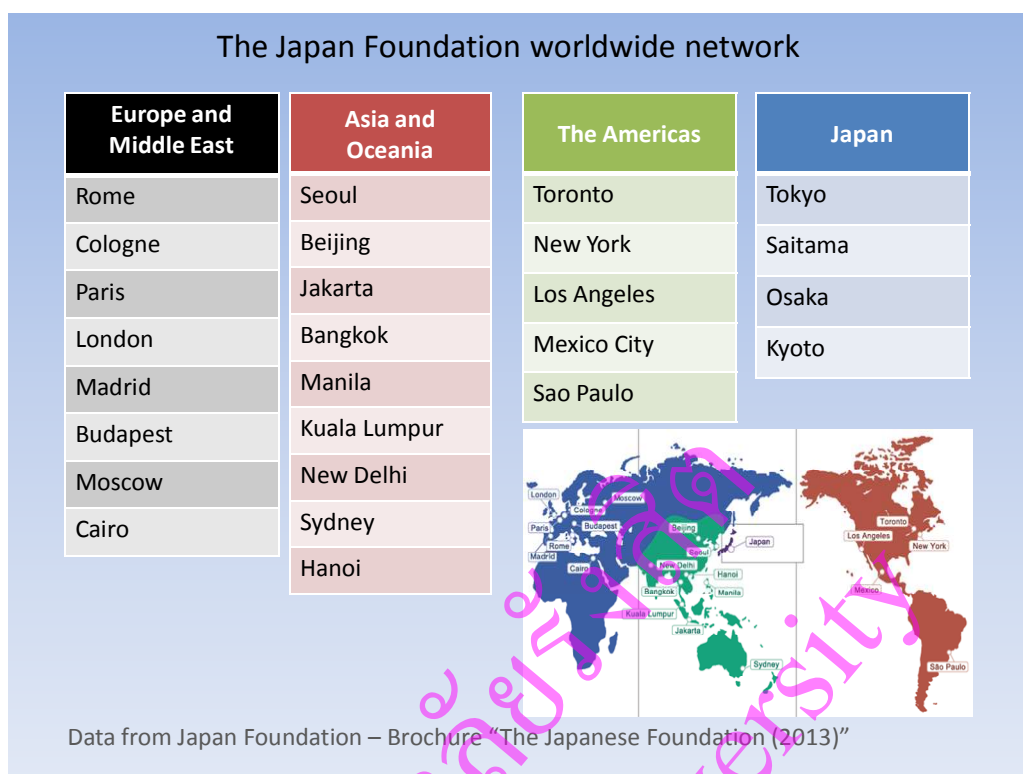 The Japan Foundation worldwide network
Europe and
Middle East
Rome
Cologne
Paris
London
Madrid
Budapest
Moscow
Cairo
Asia and
Oceania
Seoul
Beijing
Jakarta
Bangkok
Manila
Kuala Lumpur
New Delhi
Sydney
Hanoi
The Americas
Toronto
New York
Los Angeles
Mexico City
Sao Paulo
Japan
Tokyo
Saitama
Osaka
Kyoto
London
Moscow
Cologne
Paris
Budapest
Rome
Madrid
Cairo
Beijing
Seoul
Japan
New Delhi
Hanoi
Bangkok
Manila
Kuala Lumpur
Jakarta
Sydney
Toronto
Los Angeles
New York
Mexico
São Paulo
Data from Japan Foundation – Brochure “The Japanese Foundation (2013)”